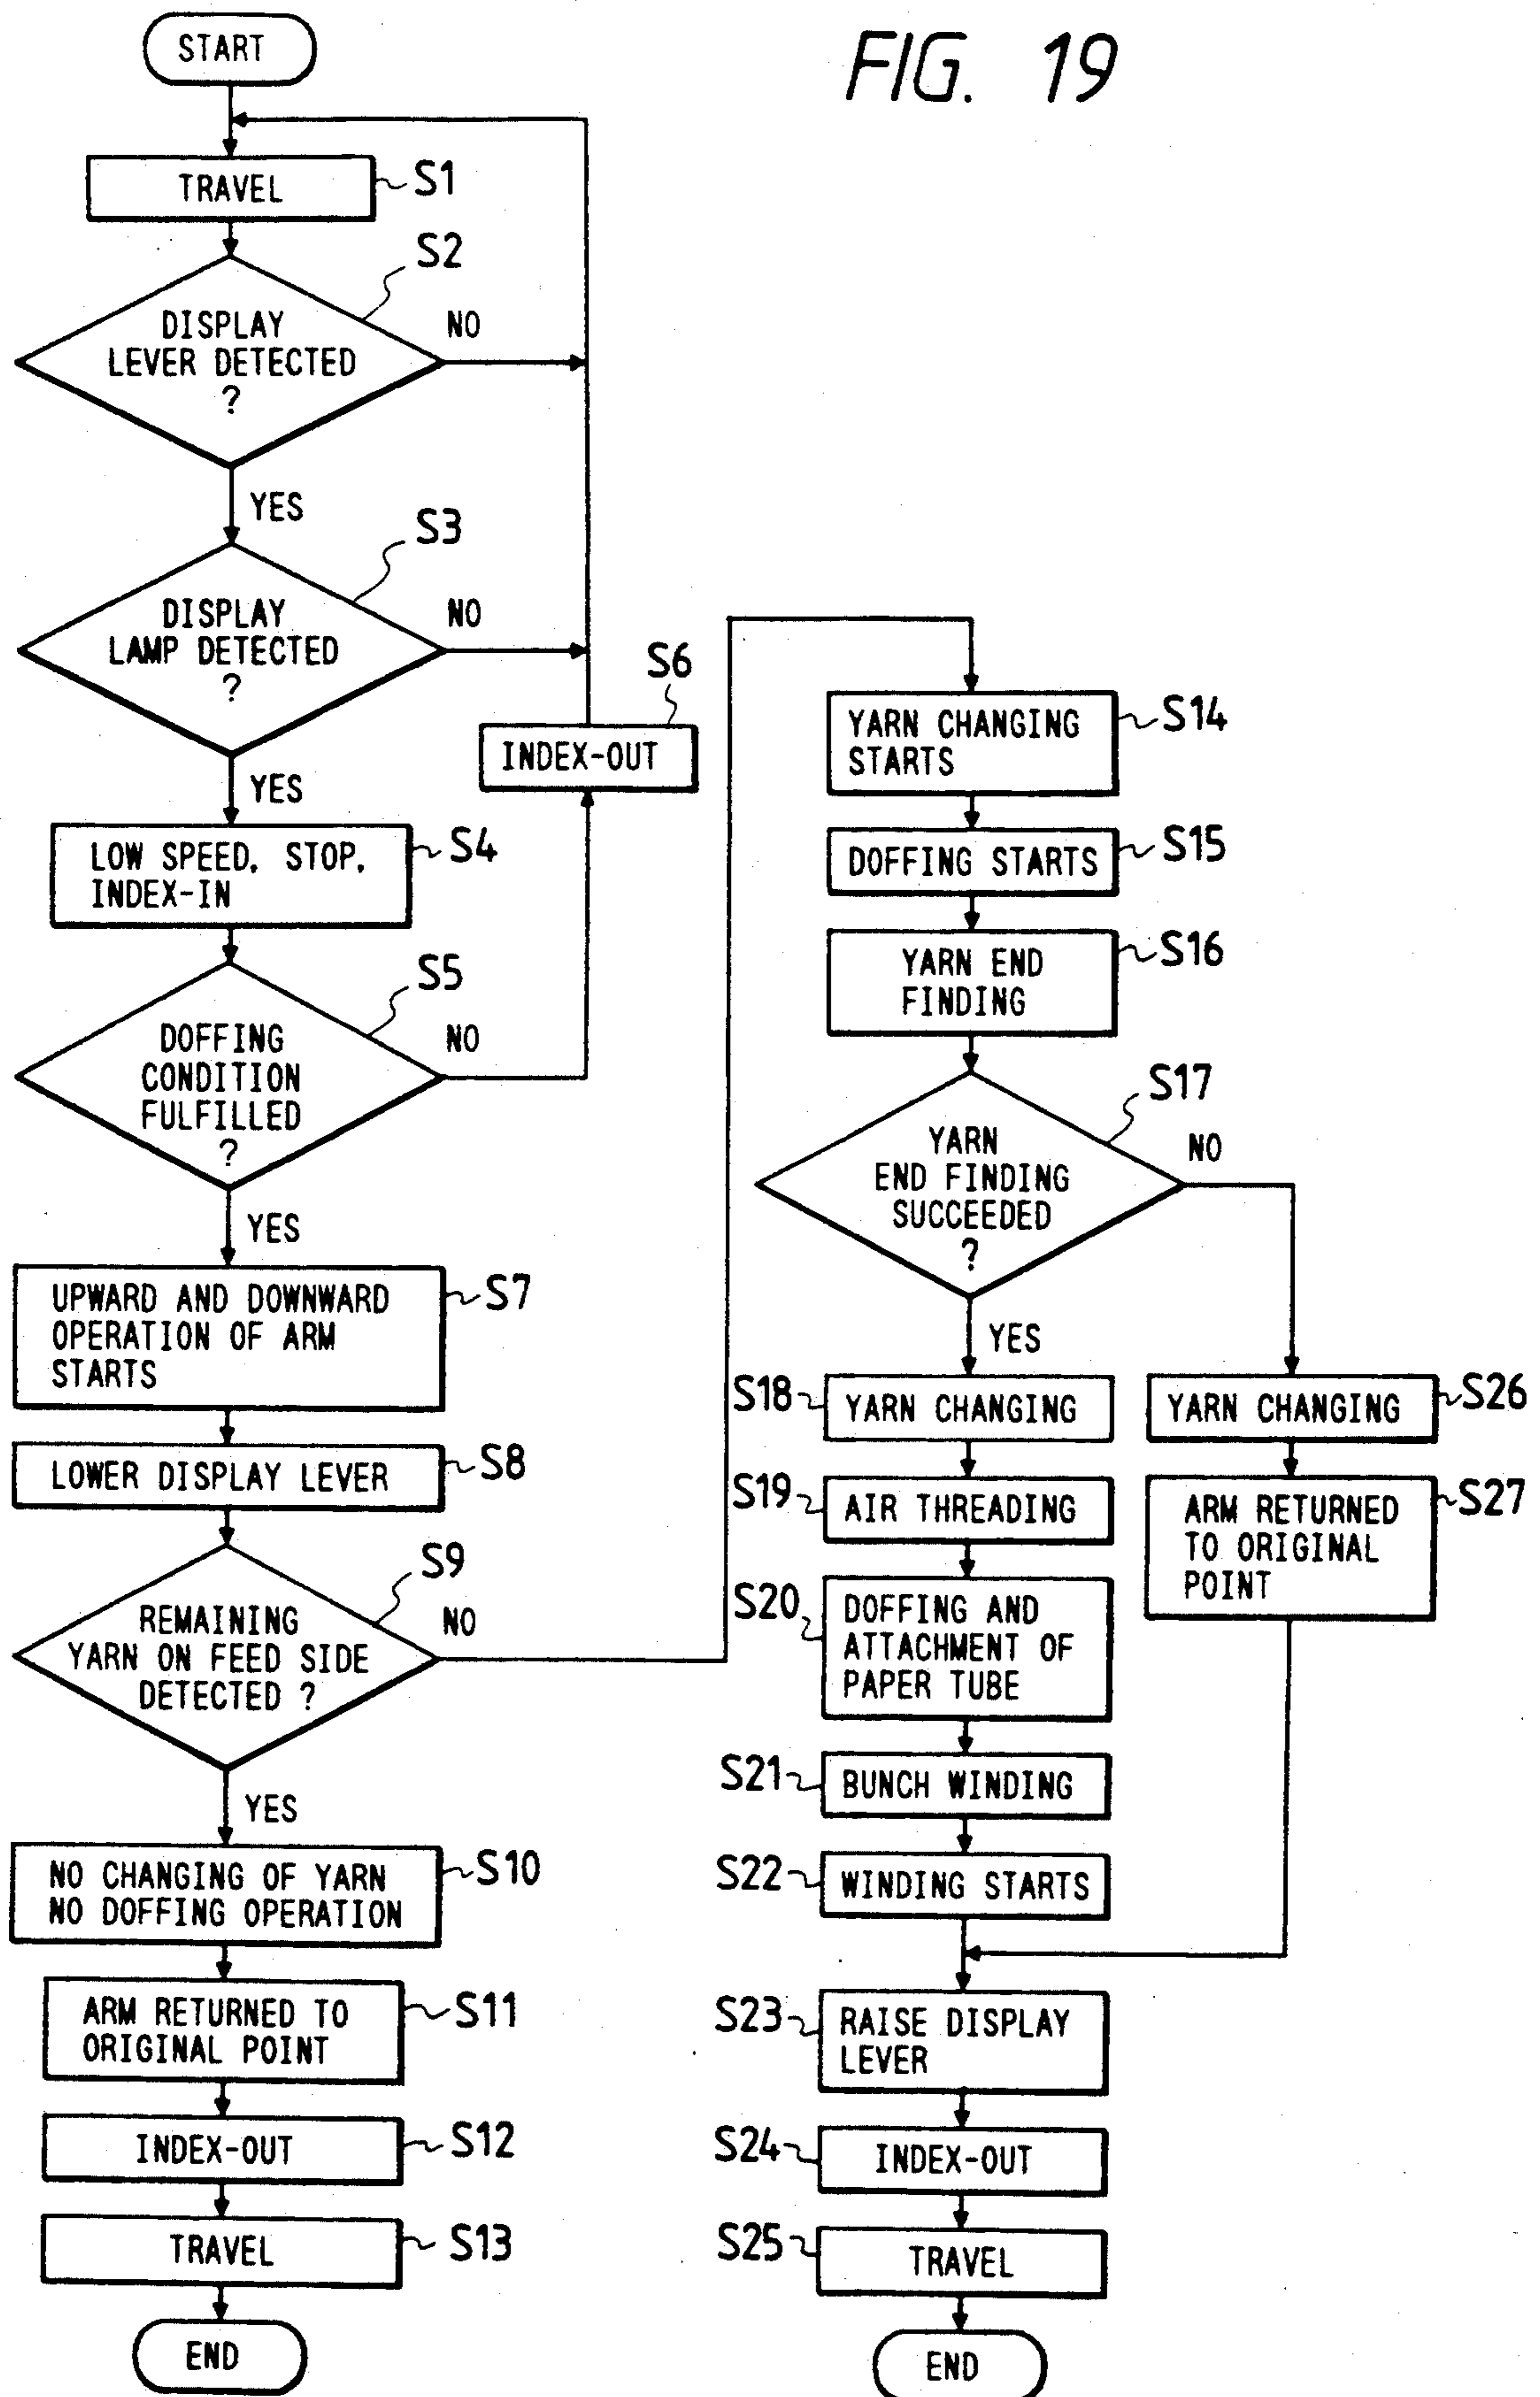 FIG. 19
START
TRAVEL
S1
S2
DISPLAY
LEVER DETECTED
?
NO
YES
S3
DISPLAY
LAMP DETECTED
?
NO
YES
S6
INDEX-OUT
LOW SPEED, STOP,
INDEX-IN
S4
S5
DOFFING
CONDITION
FULFILLED
?
NO
YES
UPWARD AND DOWNWARD
OPERATION OF ARM
STARTS
S7
LOWER DISPLAY LEVER
S8
S9
REMAINING
YARN ON FEED SIDE
DETECTED ?
NO
YES
NO CHANGING OF YARN
NO DOFFING OPERATION
S10
ARM RETURNED TO
ORIGINAL POINT
S11
INDEX-OUT
S12
TRAVEL
S13
END
YARN CHANGING
STARTS
S14
DOFFING STARTS
S15
YARN END
FINDING
S16
S17
YARN
END FINDING
SUCCEEDED
?
NO
YES
S18
YARN CHANGING
S19
AIR THREADING
S20
DOFFING AND
ATTACHMENT OF
PAPER TUBE
S21
BUNCH WINDING
S22
WINDING STARTS
YARN CHANGING
S26
ARM RETURNED
TO ORIGINAL
POINT
S27
S23
RAISE DISPLAY
LEVER
S24
INDEX-OUT
S25
TRAVEL
END